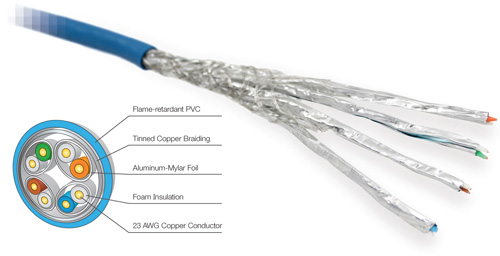 Flame-retardant PVC
Tinned Copper Braiding
Aluminum-Mylar Foil
Foam Insulation
23 AWG Copper Conductor